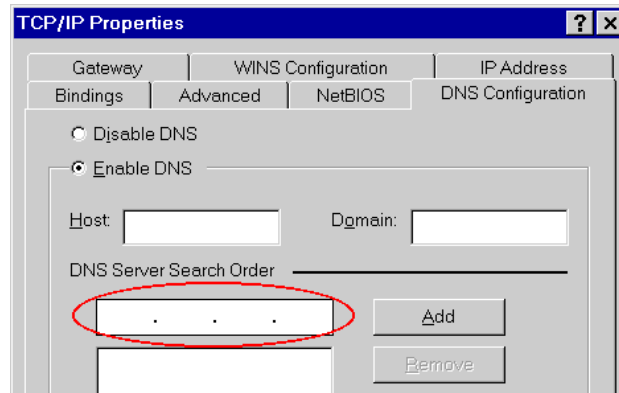 TCP/IP Properties
Gateway WINS Configuration IP Address
Bindings Advanced NetBIOS DNS Configuration
Disable DNS
Enable DNS
Host: Domain:
DNS Server Search Order
. . . Add
Remove